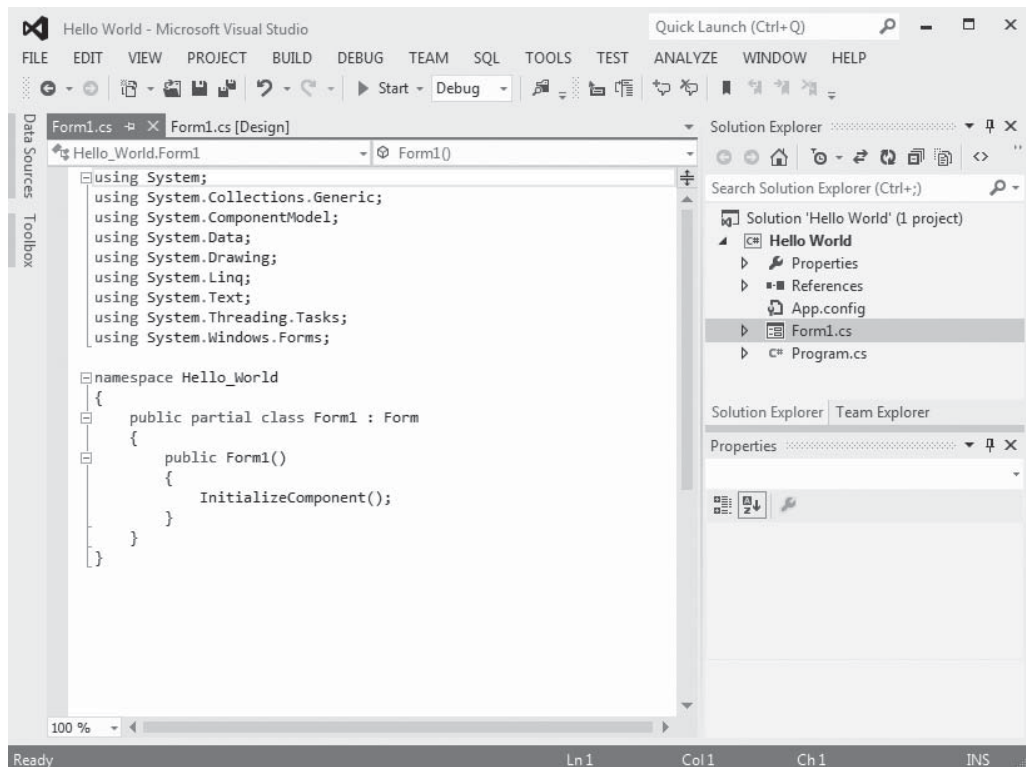 Hello World - Microsoft Visual Studio
Quick Launch (Ctrl+Q)
FILE EDIT VIEW PROJECT BUILD DEBUG TEAM SQL TOOLS TEST ANALYZE WINDOW HELP
Start Debug
Data Sources
Toolbox
Form1.cs Form1.cs [Design]
Hello_World.Form1 Form1()
using System;
using System.Collections.Generic;
using System.ComponentModel;
using System.Data;
using System.Drawing;
using System.Linq;
using System.Text;
using System.Threading.Tasks;
using System.Windows.Forms;
namespace Hello_World
{
public partial class Form1 : Form
{
public Form1()
{
InitializeComponent();
}
}
}
100 %
Solution Explorer
Search Solution Explorer (Ctrl+;)
Solution 'Hello World' (1 project)
C# Hello World
Properties
References
App.config
Form1.cs
C# Program.cs
Solution Explorer Team Explorer
Properties
Ready Ln 1 Col 1 Ch 1 INS